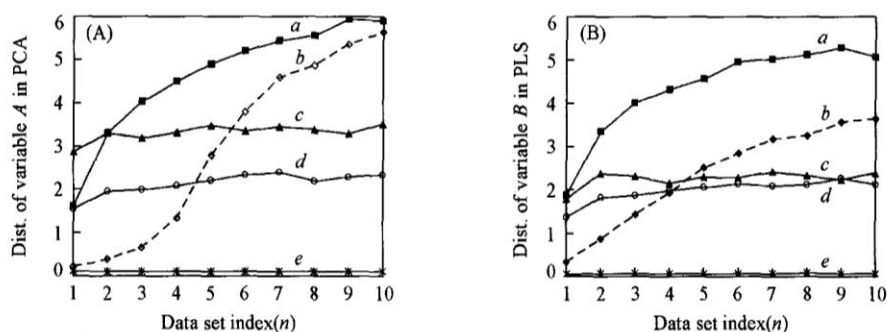 (A)
Dist. of variable A in PCA
6
5
4
3
2
1
0
a
b
c
d
e
1 2 3 4 5 6 7 8 9 10
Data set index(n)
(B)
Dist. of variable B in PLS
6
5
4
3
2
1
0
a
b
c
d
e
1 2 3 4 5 6 7 8 9 10
Data set index(n)